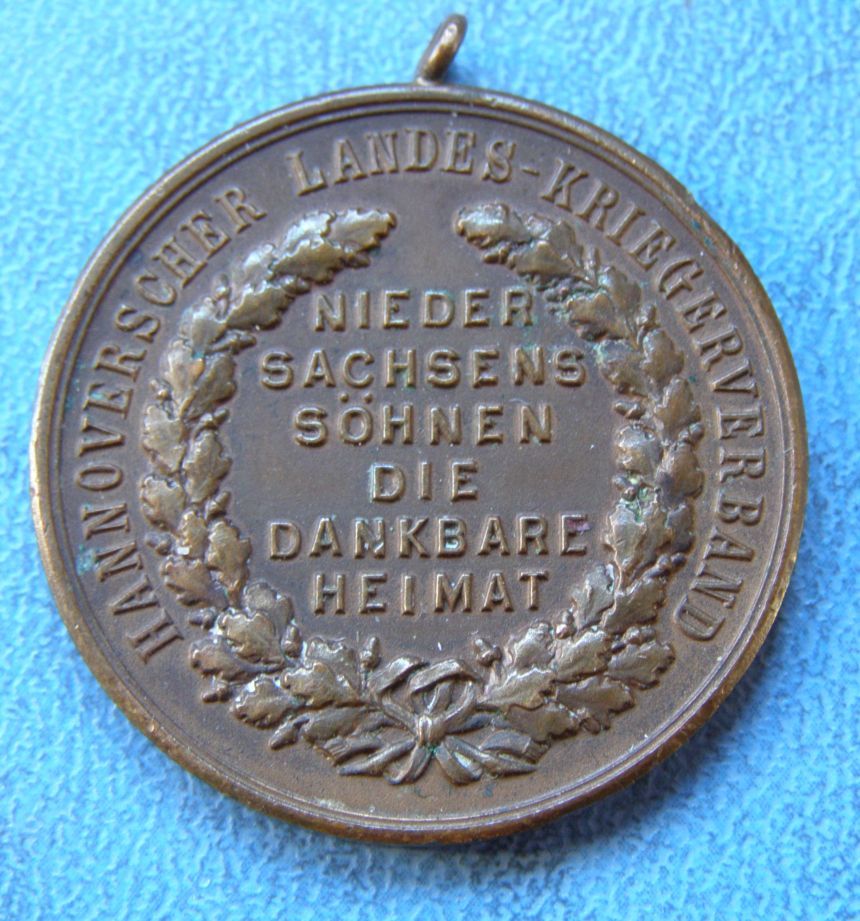 HANNOVERSCHER LANDES-KRIEGERVERBAND
NIEDER
SACHSENS
SÖHNEN
DIE
DANKBARE
HEIMAT